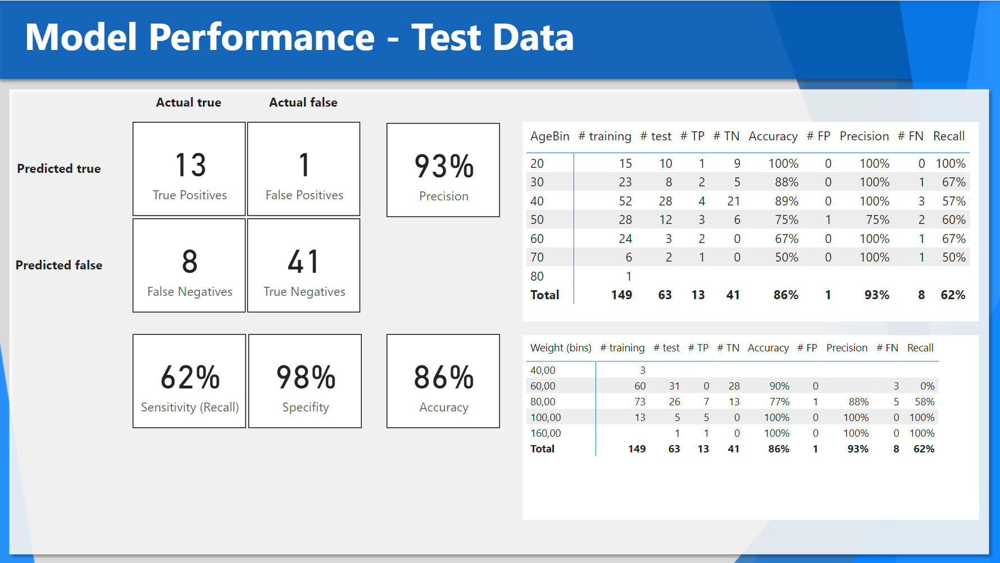 Model Performance - Test Data
Actual true Actual false
Predicted true
13
True Positives
1
False Positives
93%
Precision
Predicted false
8
False Negatives
41
True Negatives
62%
Sensitivity (Recall)
98%
Specifity
86%
Accuracy
AgeBin # training # test # TP # TN Accuracy # FP Precision # FN Recall
20 15 10 1 9 100% 0 100% 0 100%
30 23 8 2 5 88% 0 100% 1 67%
40 52 28 4 21 89% 0 100% 3 57%
50 28 12 3 6 75% 1 75% 2 60%
60 24 3 2 0 67% 0 100% 1 67%
70 6 2 1 0 50% 0 100% 1 50%
80 1
Total 149 63 13 41 86% 1 93% 8 62%
Weight (bins) # training # test # TP # TN Accuracy # FP Precision # FN Recall
40,00 3
60,00 60 31 0 28 90% 0 3 0%
80,00 73 26 7 13 77% 1 88% 5 58%
100,00 13 5 5 0 100% 0 100% 0 100%
160,00 1 1 0 100% 0 100% 0 100%
Total 149 63 13 41 86% 1 93% 8 62%